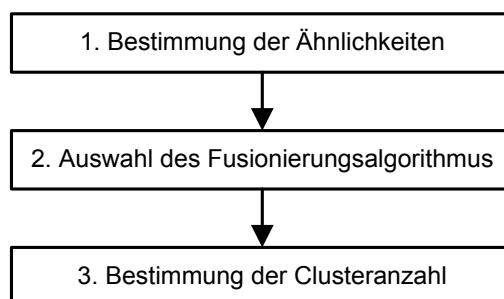 1. Bestimmung der Ähnlichkeiten
2. Auswahl des Fusionierungsalgorithmus
3. Bestimmung der Clusteranzahl